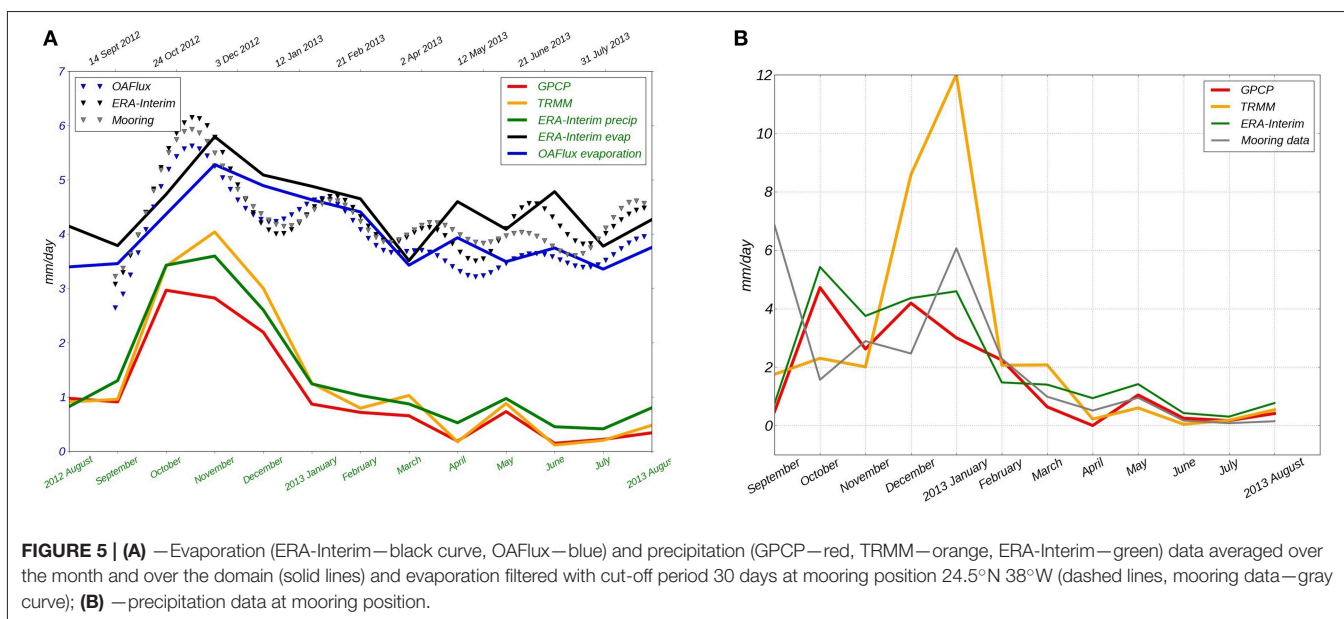 A
14 Sept 2012
24 Oct 2012
3 Dec 2012
12 Jan 2013
21 Feb 2013
2 Apr 2013
12 May 2013
21 June 2013
31 July 2013
7
6
5
4
3
2
1
0
mm/day
OAFlux
ERA-Interim
Mooring
GPCP
TRMM
ERA-Interim precip
ERA-Interim evap
OAFlux evaporation
2012 August
September
October
November
December
2013 January
February
March
April
May
June
July
2013 August
B
12
10
8
6
4
2
0
mm/day
GPCP
TRMM
ERA-Interim
Mooring data
September
October
November
December
2013 January
February
March
April
May
June
July
2013 August
FIGURE 5 | (A) —Evaporation (ERA-Interim—black curve, OAFlux—blue) and precipitation (GPCP—red, TRMM—orange, ERA-Interim—green) data averaged over
the month and over the domain (solid lines) and evaporation filtered with cut-off period 30 days at mooring position 24.5°N 38°W (dashed lines, mooring data—gray
curve); (B) —precipitation data at mooring position.